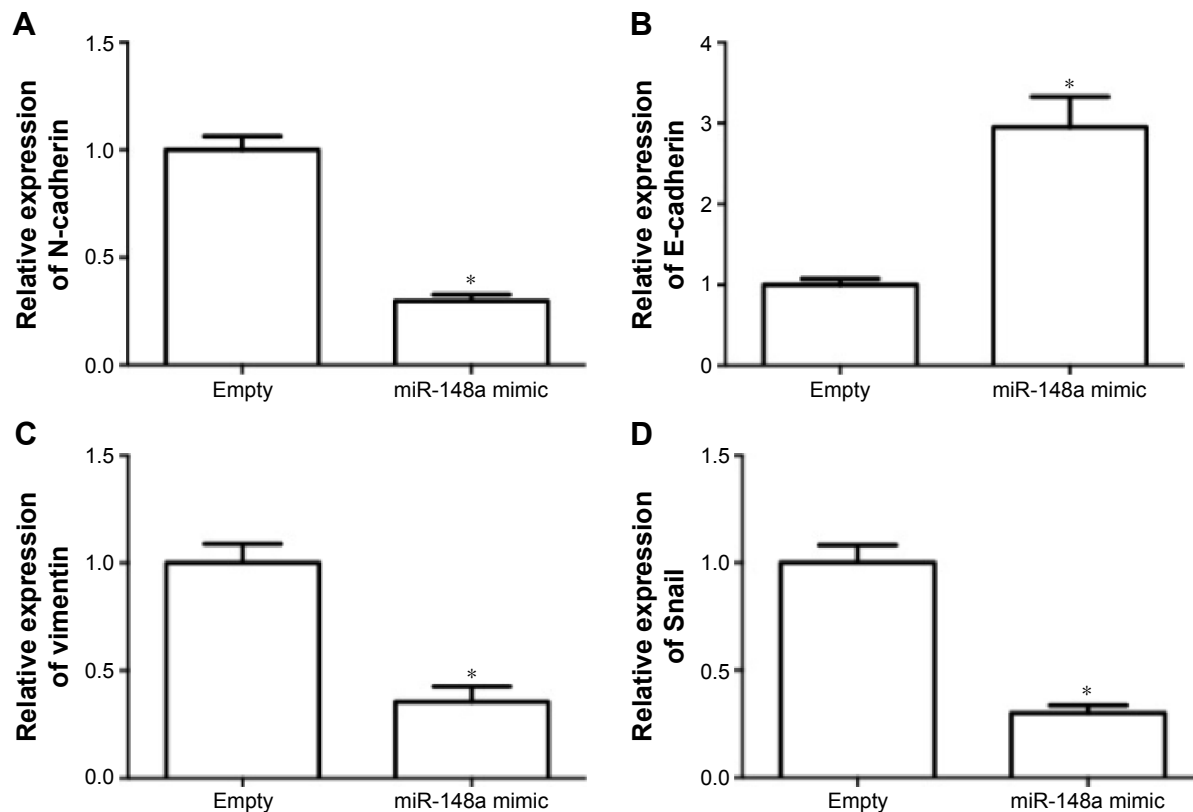 A
Relative expression
of N-cadherin
1.5
1.0
0.5
0.0
*
Empty
miR-148a mimic
B
Relative expression
of E-cadherin
4
3
2
1
0
*
Empty
miR-148a mimic
C
Relative expression
of vimentin
1.5
1.0
0.5
0.0
*
Empty
miR-148a mimic
D
Relative expression
of Snail
1.5
1.0
0.5
0.0
*
Empty
miR-148a mimic